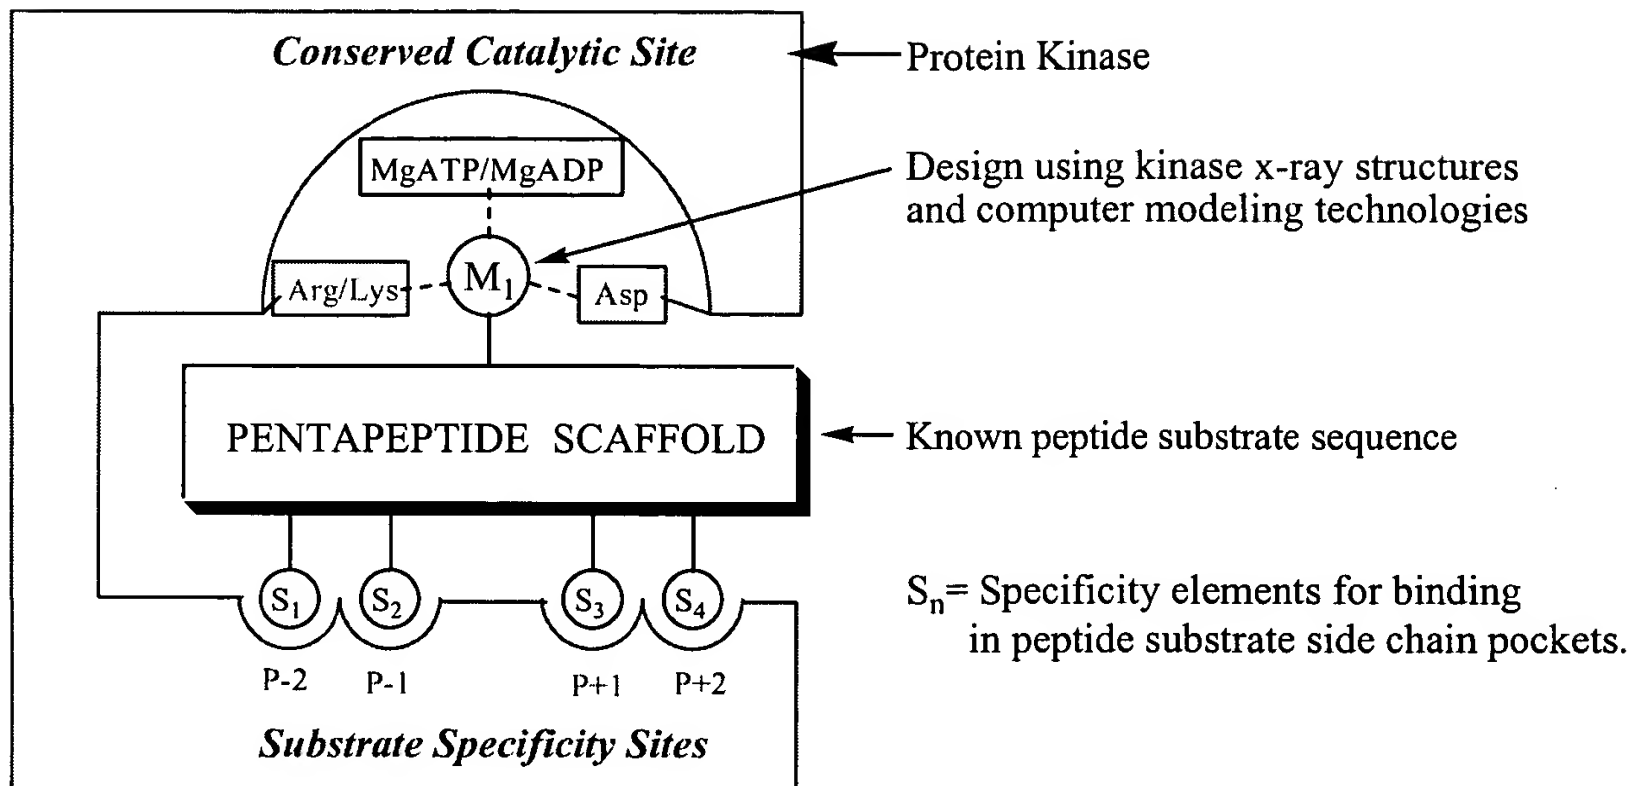 Conserved Catalytic Site
Protein Kinase
MgATP/MgADP
Design using kinase x-ray structures
and computer modeling technologies
Arg/Lys
M1
Asp
PENTAPEPTIDE SCAFFOLD
Known peptide substrate sequence
S1
S2
S3
S4
Sn= Specificity elements for binding
in peptide substrate side chain pockets.
P-2
P-1
P+1
P+2
Substrate Specificity Sites